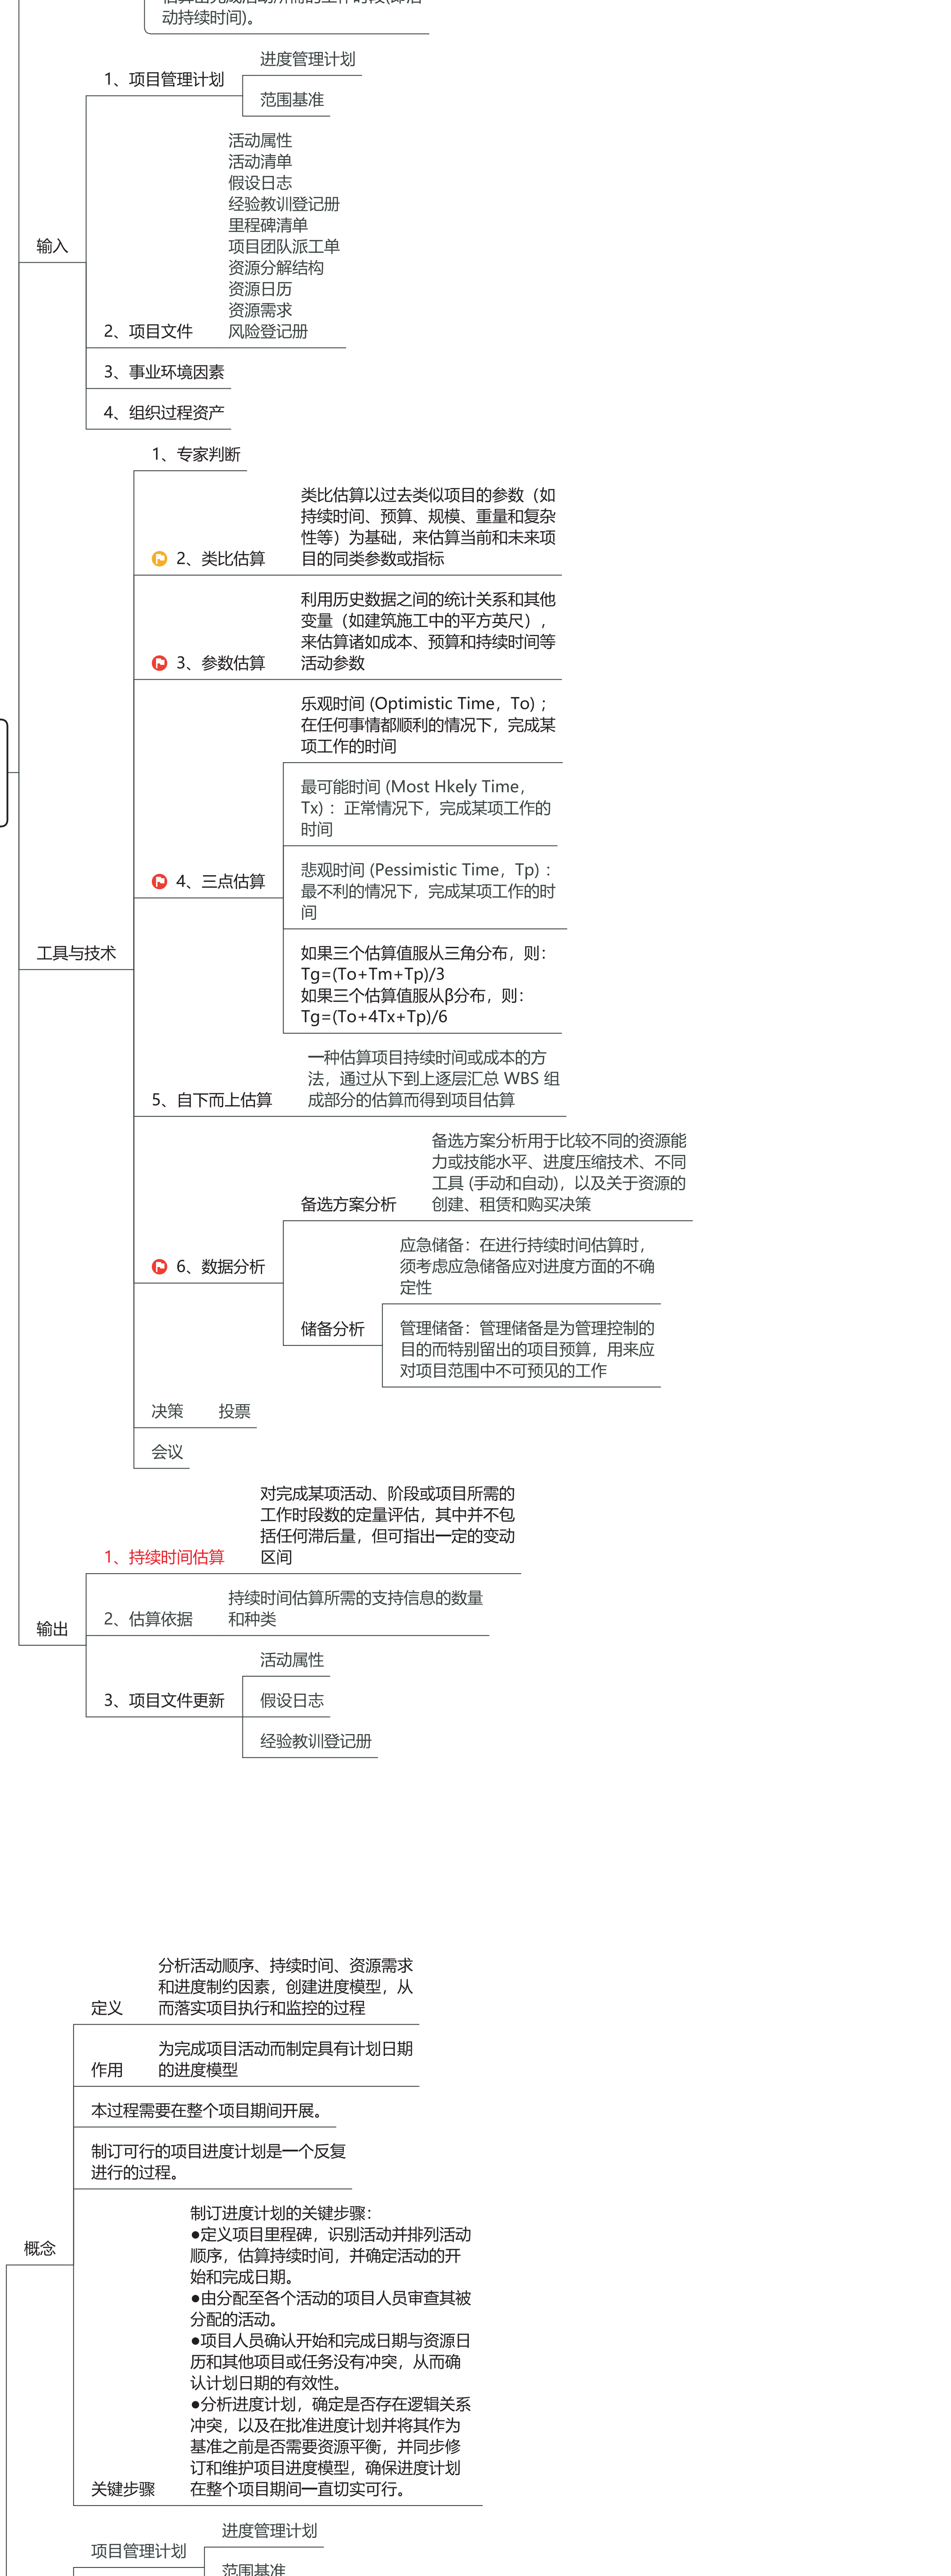 动持续时间)。
进度管理计划
1、项目管理计划
范围基准
活动属性
活动清单
假设日志
经验教训登记册
里程碑清单
项目团队派工单
输入
资源分解结构
资源日历
资源需求
2、项目文件
风险登记册
3、事业环境因素
4、组织过程资产
1、专家判断
类比估算以过去类似项目的参数（如
持续时间、预算、规模、重量和复杂
性等）为基础，来估算当前和未来项
2、类比估算
目的同类参数或指标
利用历史数据之间的统计关系和其他
变量（如建筑施工中的平方英尺），
来估算诸如成本、预算和持续时间等
3、参数估算
活动参数
乐观时间 (Optimistic Time，To) ；
在任何事情都顺利的情况下，完成某
项工作的时间
最可能时间 (Most Hkely Time，
Tx) ：正常情况下，完成某项工作的
时间
4、三点估算
悲观时间 (Pessimistic Time，Tp) ：
最不利的情况下，完成某项工作的时
间
工具与技术
如果三个估算值服从三角分布，则：
Tg=(To+Tm+Tp)/3
如果三个估算值服从β分布，则：
Tg=(To+4Tx+Tp)/6
一种估算项目持续时间或成本的方
法，通过从下到上逐层汇总 WBS 组
5、自下而上估算
成部分的估算而得到项目估算
备选方案分析用于比较不同的资源能
力或技能水平、进度压缩技术、不同
工具 (手动和自动)，以及关于资源的
备选方案分析
创建、租赁和购买决策
6、数据分析
应急储备：在进行持续时间估算时，
须考虑应急储备应对进度方面的不确
定性
储备分析
管理储备：管理储备是为管理控制的
目的而特别留出的项目预算，用来应
对项目范围中不可预见的工作
决策
投票
会议
对完成某项活动、阶段或项目所需的
工作时段数的定量评估，其中并不包
括任何滞后量，但可指出一定的变动
1、持续时间估算
区间
持续时间估算所需的支持信息的数量
2、估算依据
和种类
输出
活动属性
3、项目文件更新
假设日志
经验教训登记册
分析活动顺序、持续时间、资源需求
和进度制约因素，创建进度模型，从
定义
而落实项目执行和监控的过程
为完成项目活动而制定具有计划日期
作用
的进度模型
本过程需要在整个项目期间开展。
制订可行的项目进度计划是一个反复
进行的过程。
概念
制订进度计划的关键步骤：
●定义项目里程碑，识别活动并排列活动
顺序，估算持续时间，并确定活动的开
始和完成日期。
●由分配至各个活动的项目人员审查其被
分配的活动。
●项目人员确认开始和完成日期与资源日
历和其他项目或任务没有冲突，从而确
认计划日期的有效性。
●分析进度计划，确定是否存在逻辑关系
冲突，以及在批准进度计划并将其作为
基准之前是否需要资源平衡，并同步修
订和维护项目进度模型，确保进度计划
关键步骤
在整个项目期间一直切实可行。
进度管理计划
项目管理计划
范围基准